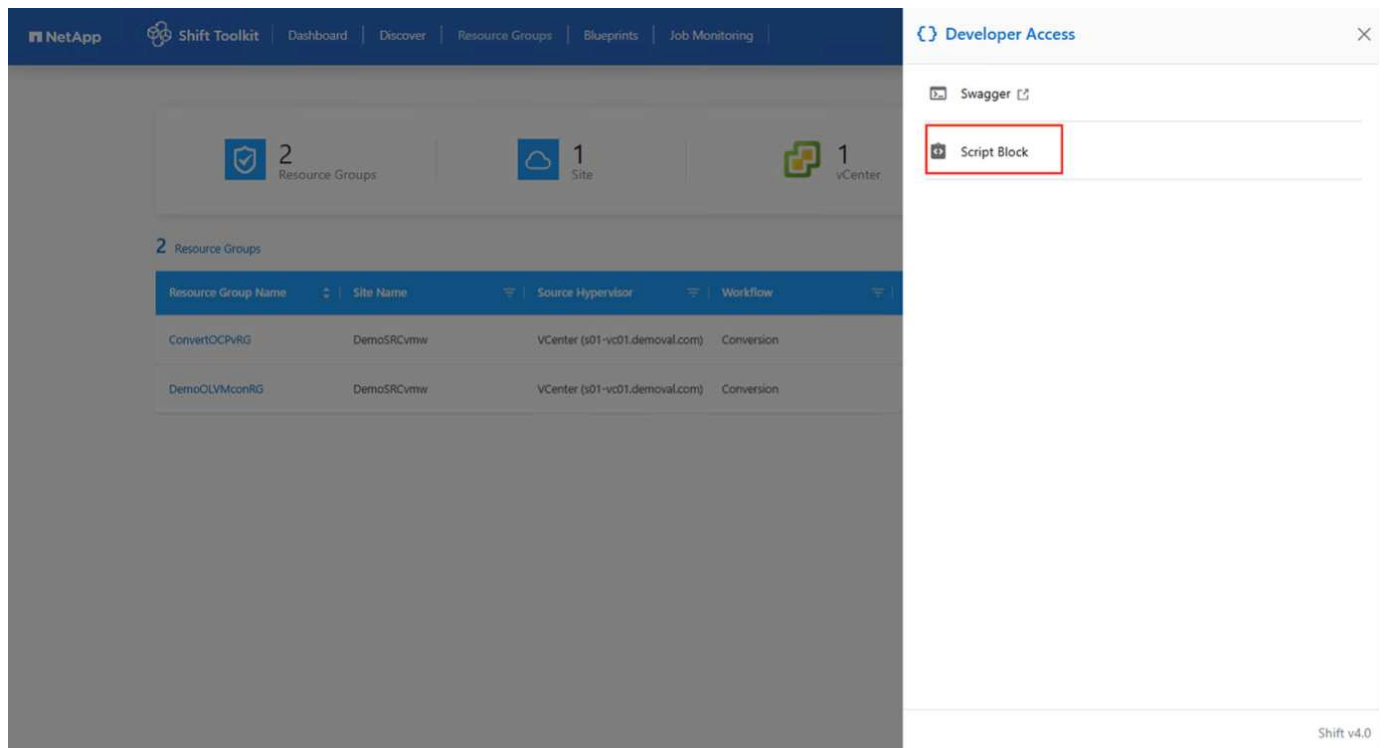 NetApp Shift Toolkit Dashboard Discover Resource Groups Blueprints Job Monitoring
{} Developer Access
Swagger
Script Block
2
Resource Groups
1
Site
1
vCenter
2 Resource Groups
Resource Group Name Site Name Source Hypervisor Workflow
ConvertOCPvRG DemoSRCvmw VCenter (s01-vc01.demoval.com) Conversion
DemoOLVMconRG DemoSRCvmw VCenter (s01-vc01.demoval.com) Conversion
Shift v4.0